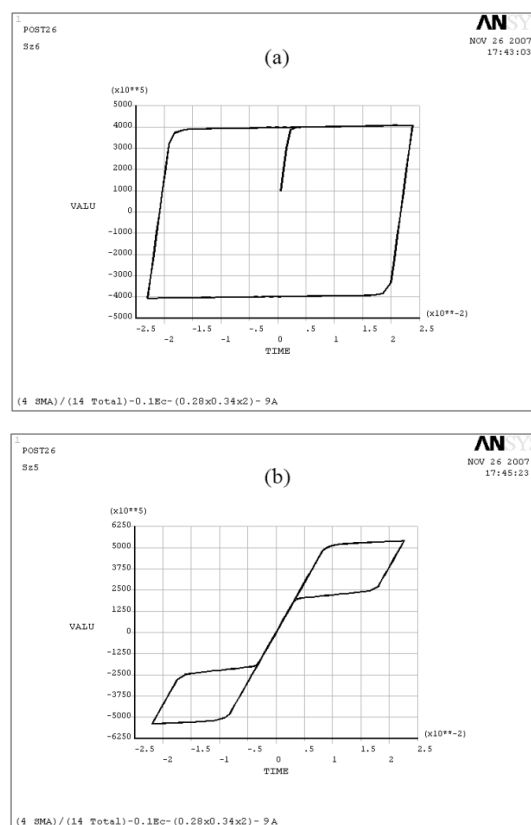 1
POST26
Sz6
(a)
ANSYS
NOV 26 2007
17:43:03
(x10**5)
5000
4000
3000
2000
1000
VALU
0
-1000
-2000
-3000
-4000
-5000
(x10**-2)
-2.5 -1.5 -.5 .5 1.5 2.5
-2 -1 0 1 2
TIME
(4 SMA)/(14 Total)-0.1Ec-(0.28x0.34x2)- 9A
1
POST26
Sz5
(b)
ANSYS
NOV 26 2007
17:45:23
(x10**5)
6250
5000
3750
2500
1250
VALU
0
-1250
-2500
-3750
-5000
-6250
(x10**-2)
-2.5 -1.5 -.5 .5 1.5 2.5
-2 -1 0 1 2
TIME
(4 SMA)/(14 Total)-0.1Ec-(0.28x0.34x2)- 9A